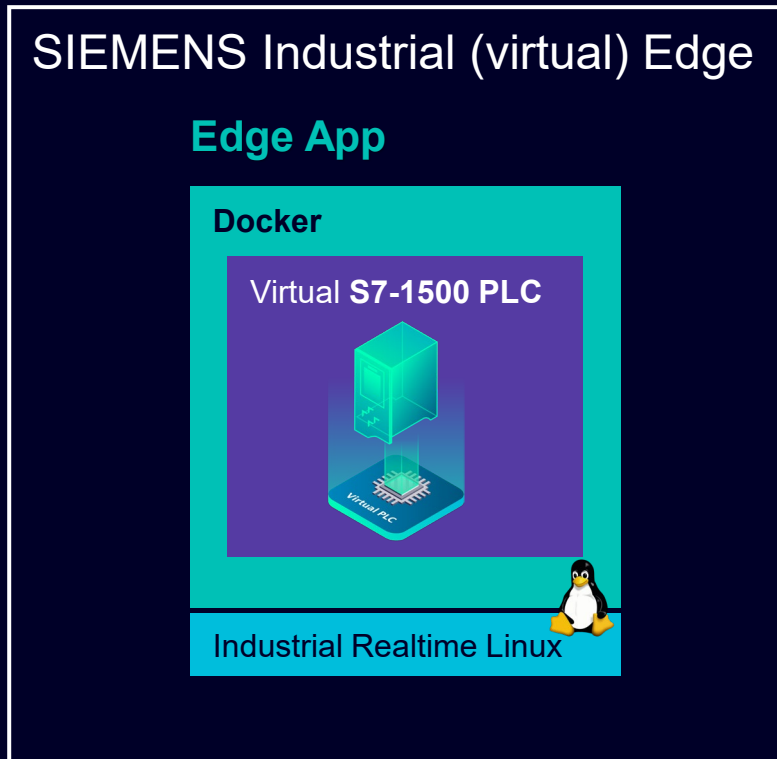 SIEMENS Industrial (virtual) Edge
Edge App
Docker
Virtual S7-1500 PLC
Virtual PLC
Industrial Realtime Linux